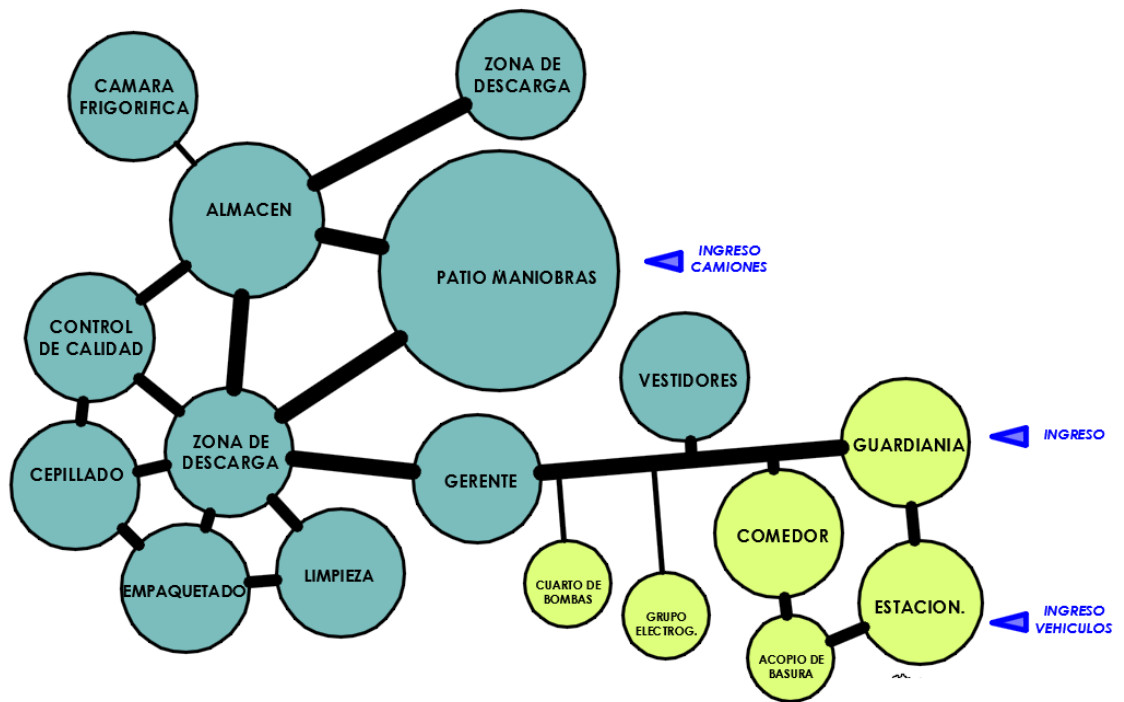 CAMARA
FRIGORIFICA
ZONA DE
DESCARGA
ALMACEN
PATIO MANIOBRAS
INGRESO
CAMIONES
CONTROL
DE CALIDAD
VESTIDORES
ZONA DE
DESCARGA
GUARDIANIA
INGRESO
CEPILLADO
GERENTE
COMEDOR
EMPAQUETADO
LIMPIEZA
CUARTO DE
BOMBAS
GRUPO
ELECTROG.
ESTACION.
INGRESO
VEHICULOS
ACOPIO DE
BASURA